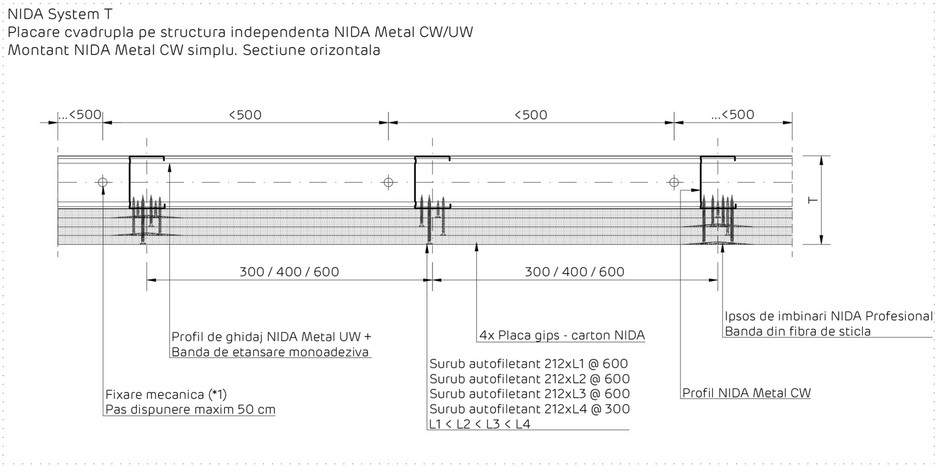 NIDA System T
Placare cvadrupla pe structura independenta NIDA Metal CW/UW
Montant NIDA Metal CW simplu. Sectiune orizontala
...<500
<500
<500
...<500
T
300 / 400 / 600
300 / 400 / 600
Profil de ghidaj NIDA Metal UW +
Banda de etansare monoadeziva
4x Placa gips - carton NIDA
Ipsos de imbinari NIDA Profesional
Banda din fibra de sticla
Surub autofiletant 212xL1 @ 600
Surub autofiletant 212xL2 @ 600
Surub autofiletant 212xL3 @ 600
Surub autofiletant 212xL4 @ 300
L1 < L2 < L3 < L4
Profil NIDA Metal CW
Fixare mecanica (*1)
Pas dispunere maxim 50 cm